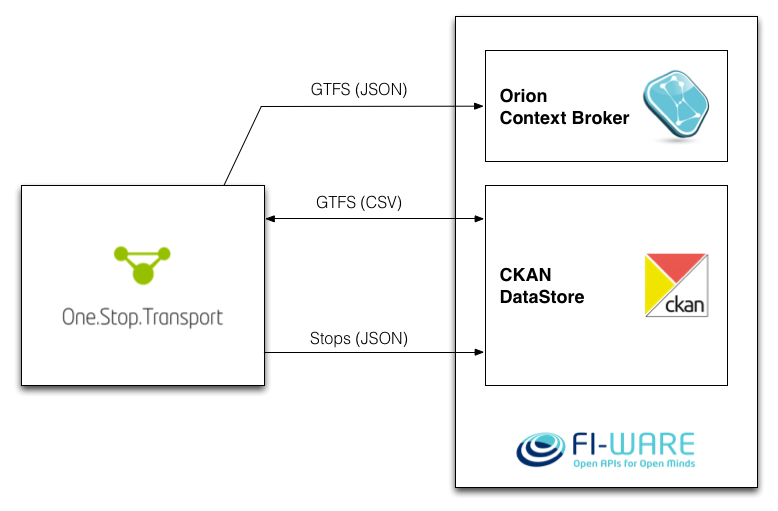 GTFS (JSON)
Orion
Context Broker
GTFS (CSV)
One.Stop.Transport
CKAN
DataStore
ckan
Stops (JSON)
FI-WARE
Open APIs for Open Minds